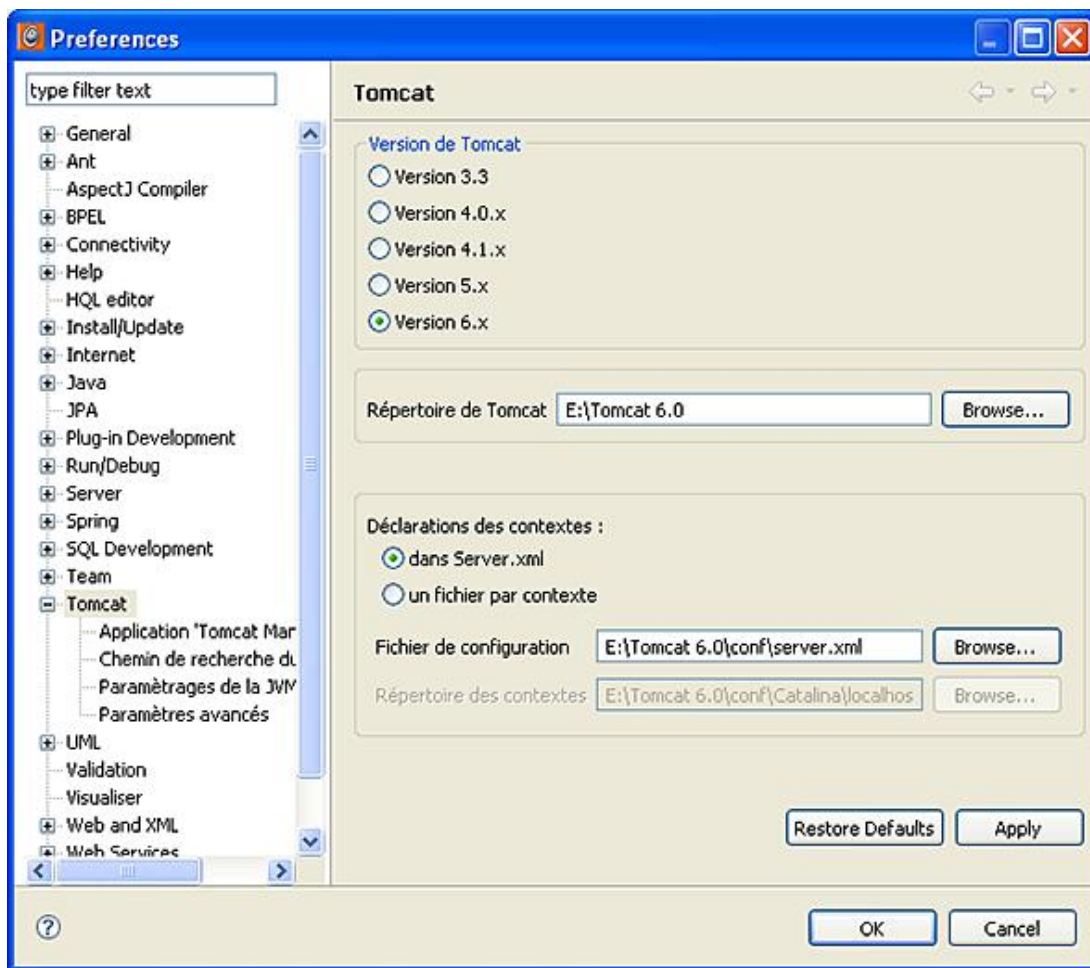 Preferences
type filter text
General
Ant
AspectJ Compiler
BPEL
Connectivity
Help
HQL editor
Install/Update
Internet
Java
JPA
Plug-in Development
Run/Debug
Server
Spring
SQL Development
Team
Tomcat
Application 'Tomcat Mar
Chemin de recherche du
Paramètrages de la JVM
Paramètres avancés
UML
Validation
Visualiser
Web and XML
Web Services
Tomcat
Version de Tomcat
Version 3.3
Version 4.0.x
Version 4.1.x
Version 5.x
Version 6.x
Répertoire de Tomcat E:\Tomcat 6.0 Browse...
Déclarations des contextes :
dans Server.xml
un fichier par contexte
Fichier de configuration E:\Tomcat 6.0\conf\server.xml Browse...
Répertoire des contextes E:\Tomcat 6.0\conf\Catalina\localhos Browse...
Restore Defaults Apply
? OK Cancel